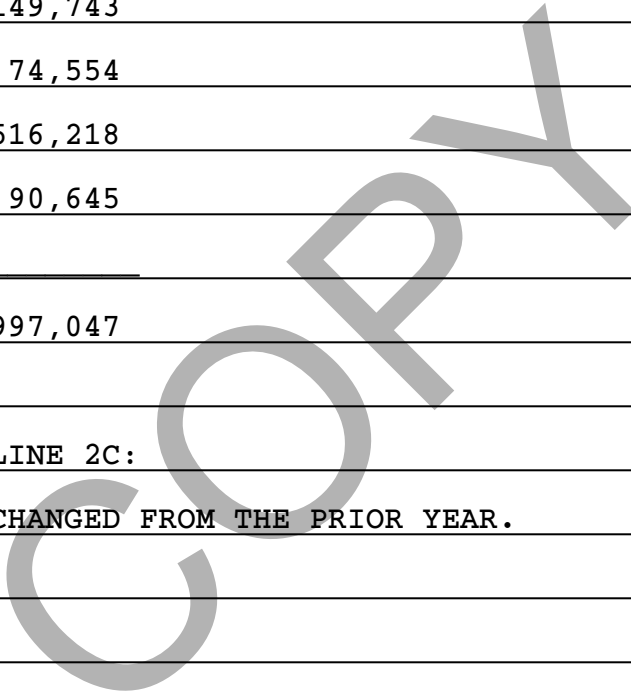 149,743
74,554
516,218
90,645
997,047
LINE 2C:
CHANGED FROM THE PRIOR YEAR.
COPY